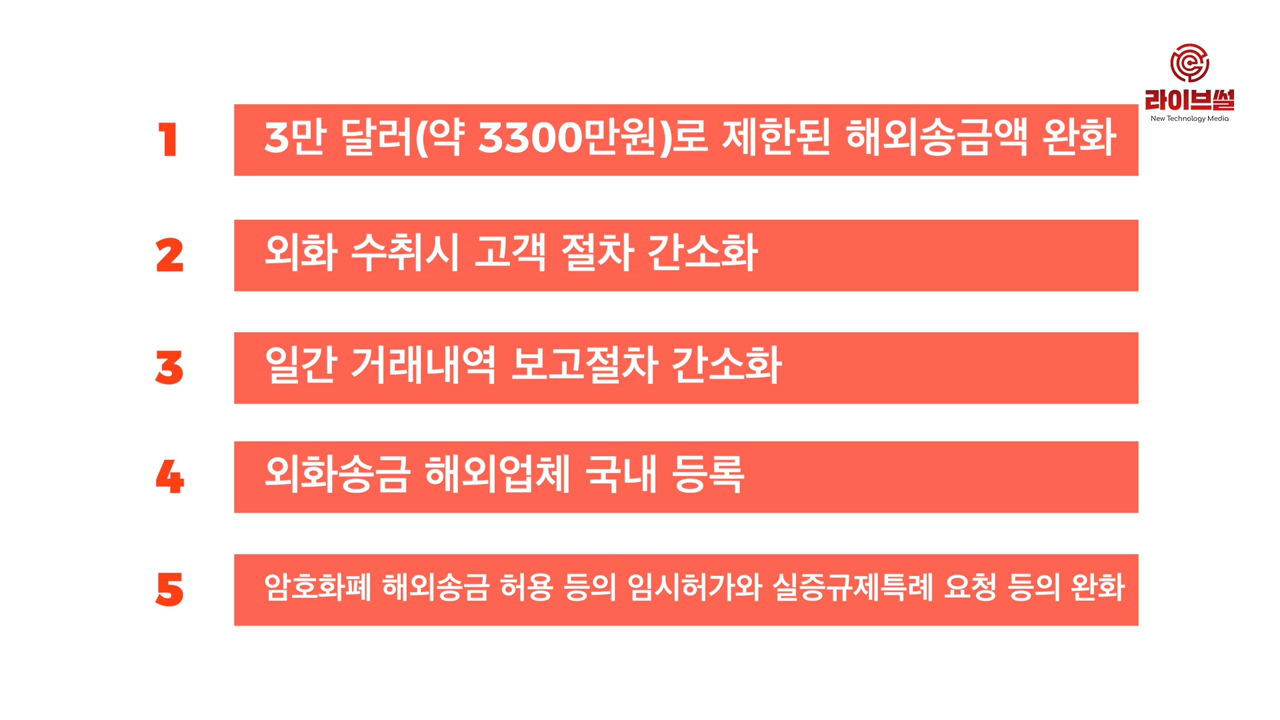 라이브썰
New Technology Media
1 3만 달러(약 3300만원)로 제한된 해외송금액 완화
2 외화 수취시 고객 절차 간소화
3 일간 거래내역 보고절차 간소화
4 외화송금 해외업체 국내 등록
5 암호화폐 해외송금 허용 등의 임시허가와 실증규제특례 요청 등의 완화